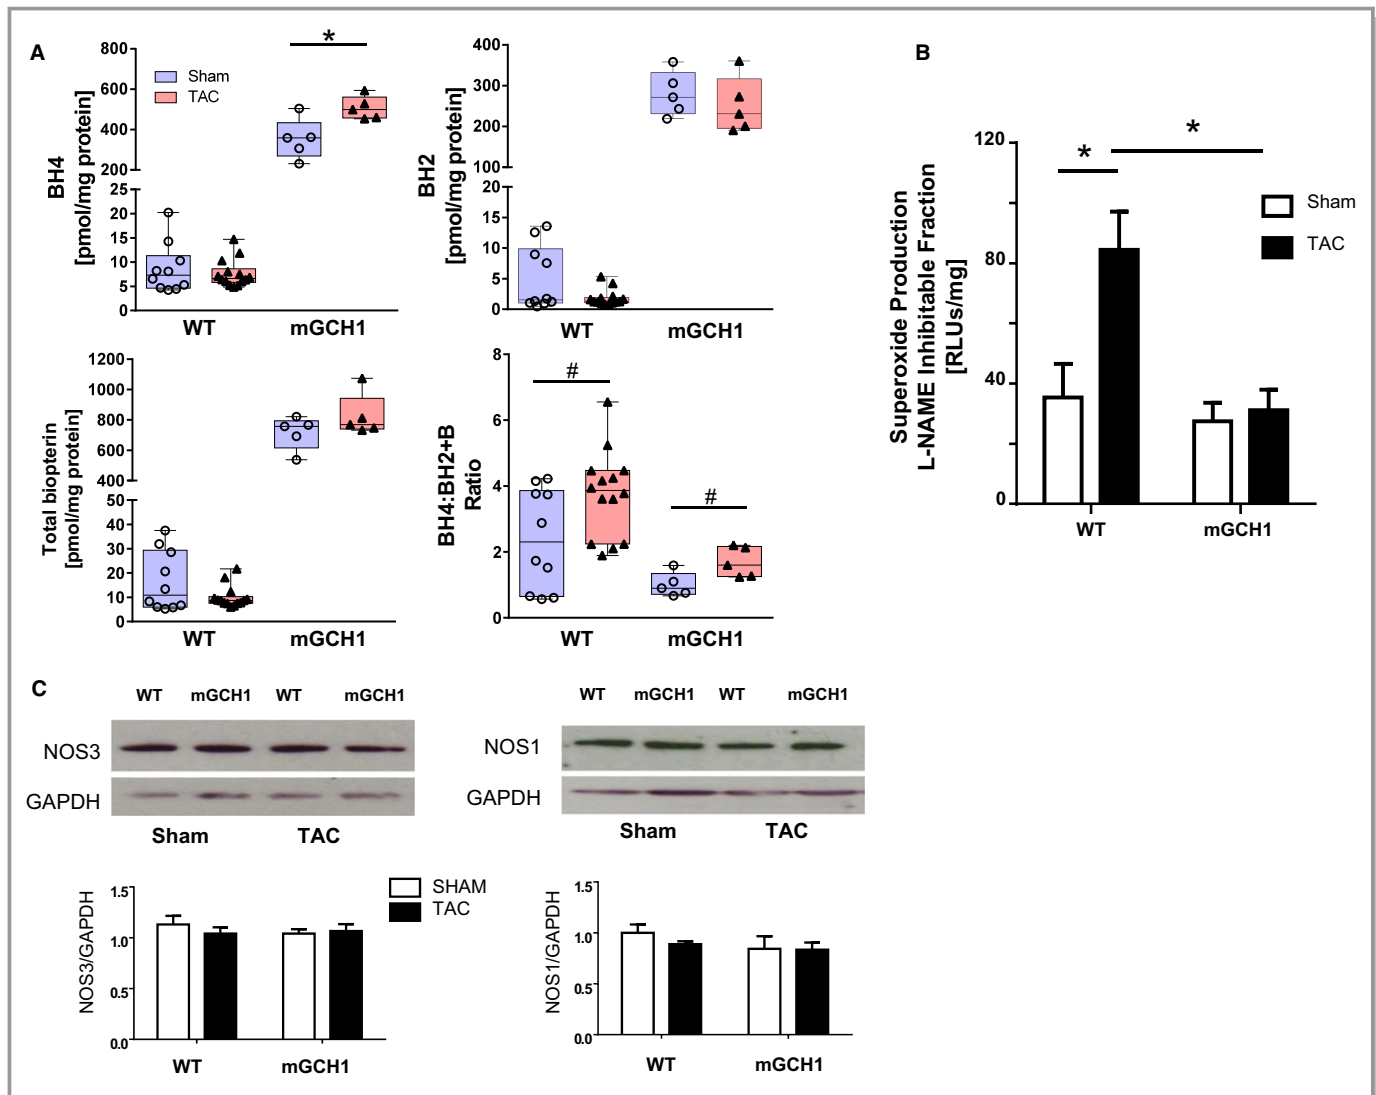 A
BH4
[pmol/mg protein]
800
600
400
200
25
20
15
10
5
0
Sham
TAC
*
WT
mGCH1
BH2
[pmol/mg protein]
400
300
200
100
20
15
10
5
0
WT
mGCH1
Total biopterin
[pmol/mg protein]
1200
1000
800
600
400
50
40
30
20
10
0
WT
mGCH1
BH4:BH2+B
Ratio
8
6
4
2
0
#
#
WT
mGCH1
B
Superoxide Production
L-NAME Inhibitable Fraction
[RLUs/mg]
120
80
40
0
*
*
Sham
TAC
WT
mGCH1
C
WT mGCH1 WT mGCH1
NOS3
GAPDH
Sham TAC
WT mGCH1 WT mGCH1
NOS1
GAPDH
Sham TAC
NOS3/GAPDH
1.5
1.0
0.5
0.0
SHAM
TAC
WT
mGCH1
NOS1/GAPDH
1.5
1.0
0.5
0.0
WT
mGCH1